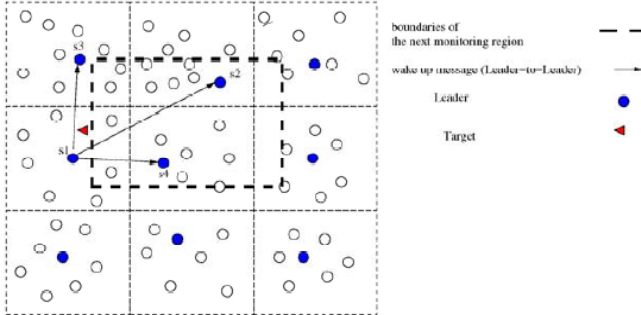 s3
s2
s1
s4
boundaries of
the next monitoring region
wake up message (Leader-to-Leader)
Leader
Target